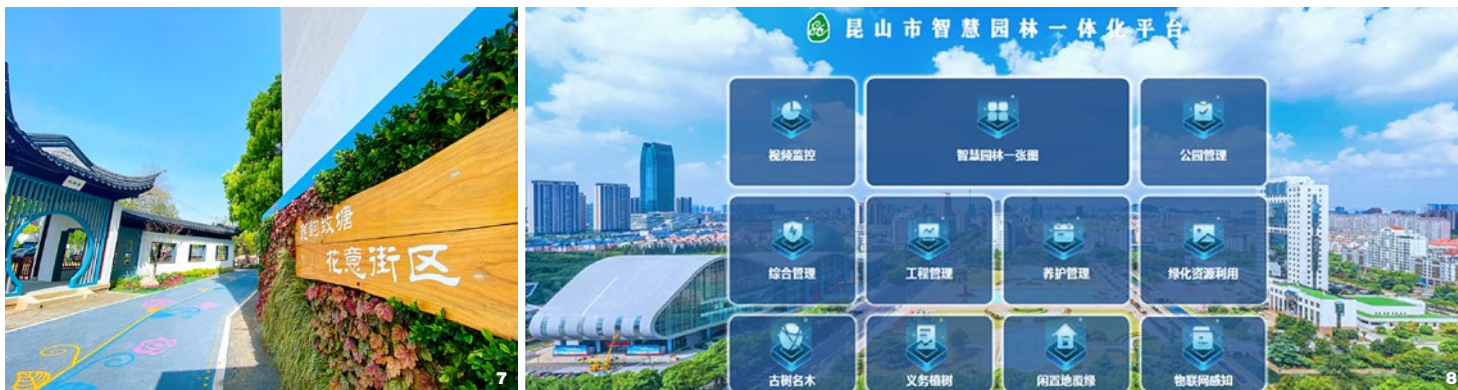 花意街区
7
昆山市智慧园林一体化平台
视频监控
智慧园林一张图
公园管理
综合管理
工程管理
养护管理
绿化资源利用
古树名木
义务植树
闲置地覆绿
物联网感知
8